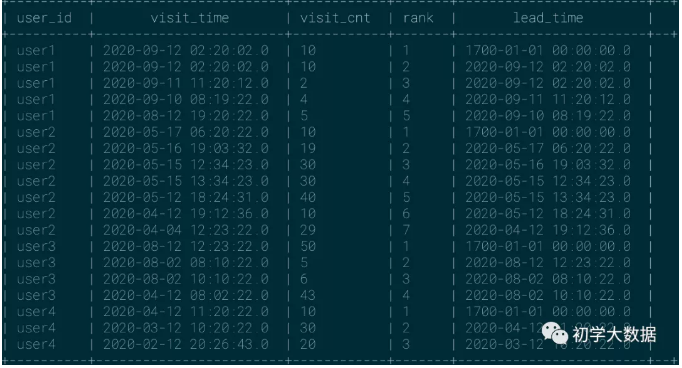 | user_id | visit_time | visit_cnt | rank | lead_time |
| user1 | 2020-09-12 02:20:02.0 | 10 | 1 | 1700-01-01 00:00:00.0 |
| user1 | 2020-09-12 02:20:02.0 | 10 | 2 | 2020-09-12 02:20:02.0 |
| user1 | 2020-09-11 11:20:12.0 | 2 | 3 | 2020-09-12 02:20:02.0 |
| user1 | 2020-09-10 08:19:22.0 | 4 | 4 | 2020-09-11 11:20:12.0 |
| user1 | 2020-08-12 19:20:22.0 | 5 | 5 | 2020-09-10 08:19:22.0 |
| user2 | 2020-05-17 06:20:22.0 | 10 | 1 | 1700-01-01 00:00:00.0 |
| user2 | 2020-05-16 19:03:32.0 | 19 | 2 | 2020-05-17 06:20:22.0 |
| user2 | 2020-05-15 12:34:23.0 | 30 | 3 | 2020-05-16 19:03:32.0 |
| user2 | 2020-05-15 13:34:23.0 | 30 | 4 | 2020-05-15 12:34:23.0 |
| user2 | 2020-05-12 18:24:31.0 | 40 | 5 | 2020-05-15 13:34:23.0 |
| user2 | 2020-04-12 19:12:36.0 | 10 | 6 | 2020-05-12 18:24:31.0 |
| user2 | 2020-04-04 12:23:22.0 | 29 | 7 | 2020-04-12 19:12:36.0 |
| user3 | 2020-08-12 12:23:22.0 | 50 | 1 | 1700-01-01 00:00:00.0 |
| user3 | 2020-08-02 08:10:22.0 | 5 | 2 | 2020-08-12 12:23:22.0 |
| user3 | 2020-08-02 10:10:22.0 | 6 | 3 | 2020-08-02 08:10:22.0 |
| user3 | 2020-04-12 08:02:22.0 | 43 | 4 | 2020-08-02 10:10:22.0 |
| user4 | 2020-04-12 11:20:22.0 | 10 | 1 | 1700-01-01 00:00:00.0 |
| user4 | 2020-03-12 10:20:22.0 | 30 | 2 | 2020-04-12
| user4 | 2020-02-12 20:26:43.0 | 20 | 3 | 2020-03-12
初学大数据